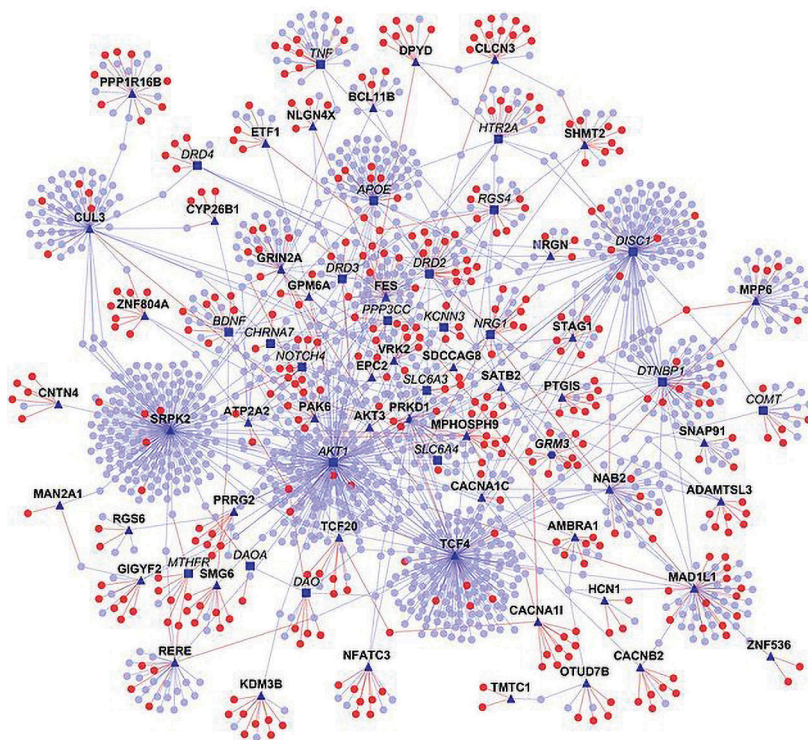 TNF
DPYD
CLCN3
PPP1R16B
BCL11B
NLGN4X
ETF1
HTR2A
SHMT2
DRD4
APOE
CYP26B1
RGS4
CUL3
NRGN
DISC1
GRIN2A
DRD3
DRD2
GPM6A
FES
MPP6
ZNF804A
PPP3CC
KCNN3
BDNF
CHRNA7
NRG1
STAG1
VRK2
NOTCH4
EPC2
SDCCAG8
DTNBP1
SLC6A3
SATB2
CNTN4
PTGIS
COMT
SRPK2
ATP2A2
PAK6
AKT3
PRKD1
MPHOSPH9
SNAP91
AKT1
SLC6A4
GRM3
CACNA1C
NAB2
MAN2A1
ADAMTSL3
PRRG2
RGS6
TCF20
AMBRA1
TCF4
MTHFR
DAOA
GIGYF2
SMG6
DAO
MAD1L1
HCN1
CACNA1I
RERE
NFATC3
CACNB2
ZNF536
KDM3B
TMTC1
OTUD7B